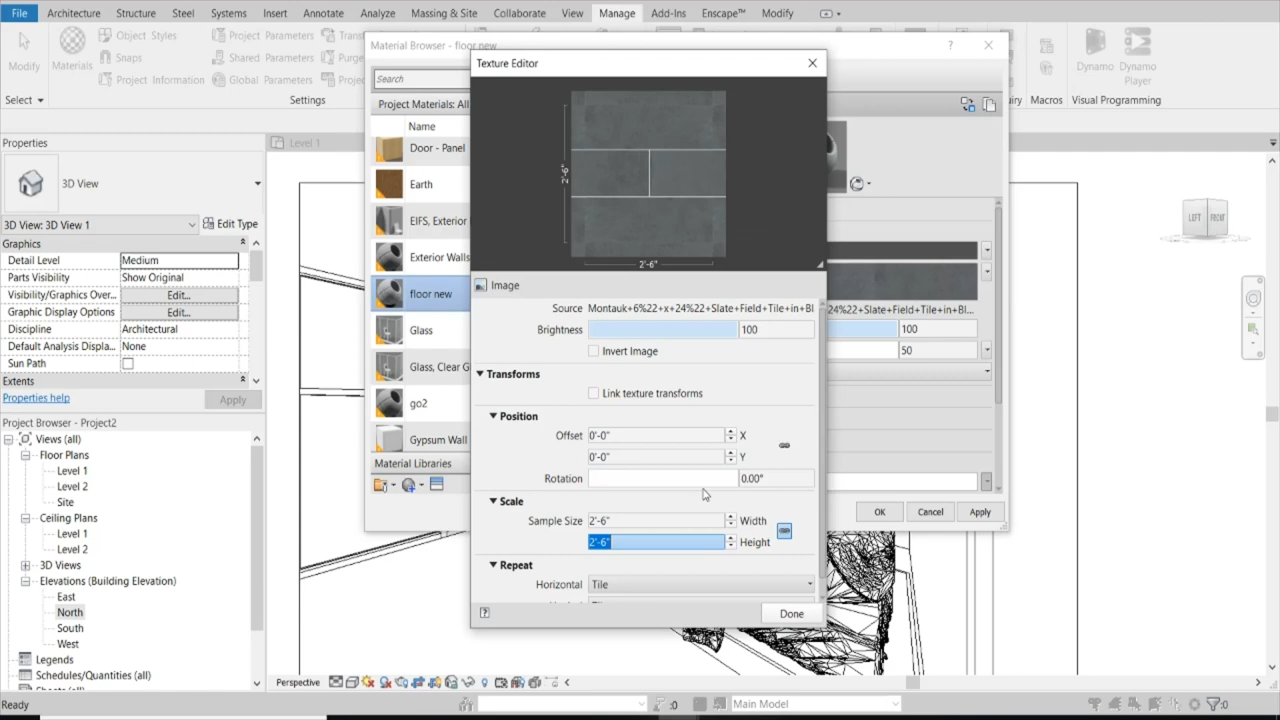 File Architecture Structure Steel Systems Insert Annotate Analyze Massing & Site Collaborate View Manage Add-Ins Enscape™ Modify
Modify
Materials
Object Styles
Snaps
Project Information
Project Parameters
Shared Parameters
Global Parameters
Select
Settings
Macros
Dynamo
Dynamo Player
Visual Programming
Properties
3D View
3D View: 3D View 1
Edit Type
Graphics
Detail Level Medium
Parts Visibility Show Original
Visibility/Graphics Over... Edit...
Graphic Display Options Edit...
Discipline Architectural
Default Analysis Displa... None
Sun Path
Extents
Properties help
Apply
Project Browser - Project2
Views (all)
Floor Plans
Level 1
Level 2
Site
Ceiling Plans
Level 1
Level 2
3D Views
Elevations (Building Elevation)
East
North
South
West
Legends
Schedules/Quantities (all)
Ready
Level 1
Material Browser - floor new
?
Search
Project Materials: All
Name
Door - Panel
Earth
EIFS, Exterior
Exterior Walls
floor new
Glass
Glass, Clear G
go2
Gypsum Wall
Material Libraries
Texture Editor
2'-6"
2'-6"
Image
Source Montauk+6%22+x+24%22+Slate+Field+Tile+in+Bl
Brightness 100
Invert Image
Transforms
Link texture transforms
Position
Offset 0'-0" X
0'-0" Y
Rotation 0.00°
Scale
Sample Size 2'-6" Width
2'-6" Height
Repeat
Horizontal Tile
Done
4%22+Slate+Field+Tile+in+Bl...
100
50
OK Cancel Apply
LEFT FRONT
Perspective
:0
Main Model
:0